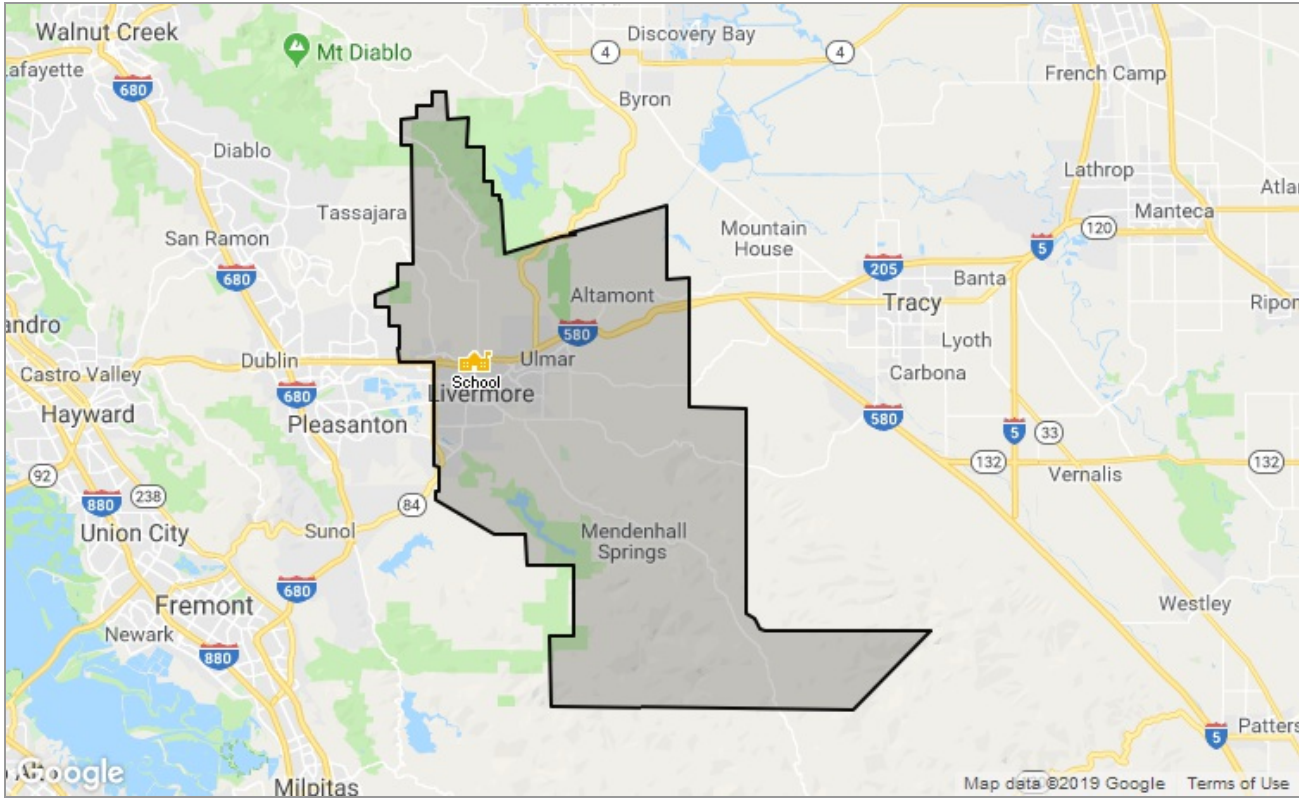 Walnut Creek
Lafayette
680
Mt Diablo
4
Discovery Bay
4
Byron
French Camp
Diablo
Lathrop
Tassajara
Manteca
San Ramon
Mountain
House
120
5
680
205
Banta
Altamont
Tracy
Ripon
580
Lyoth
Dublin
Ulmar
Castro Valley
School
Carbona
680
Livermore
Hayward
Pleasanton
580
5
33
92
132
132
Vernalis
880
238
84
Union City
Sunol
Mendenhall
Springs
680
Fremont
Westley
Newark
880
5
Patters
Google
Milpitas
Map data ©2019 Google
Terms of Use